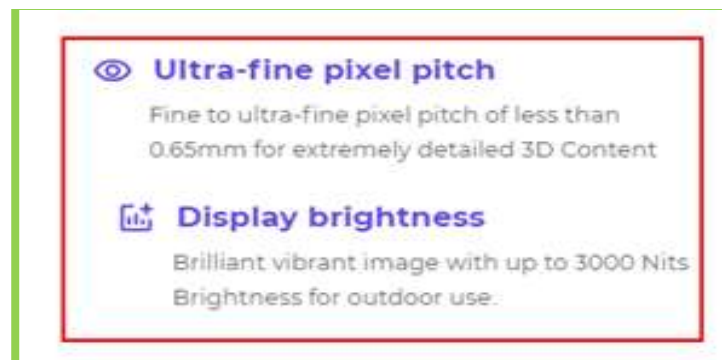 Ultra-fine pixel pitch
Fine to ultra-fine pixel pitch of less than
0.65mm for extremely detailed 3D Content
Display brightness
Brilliant vibrant image with up to 3000 Nits
Brightness for outdoor use.